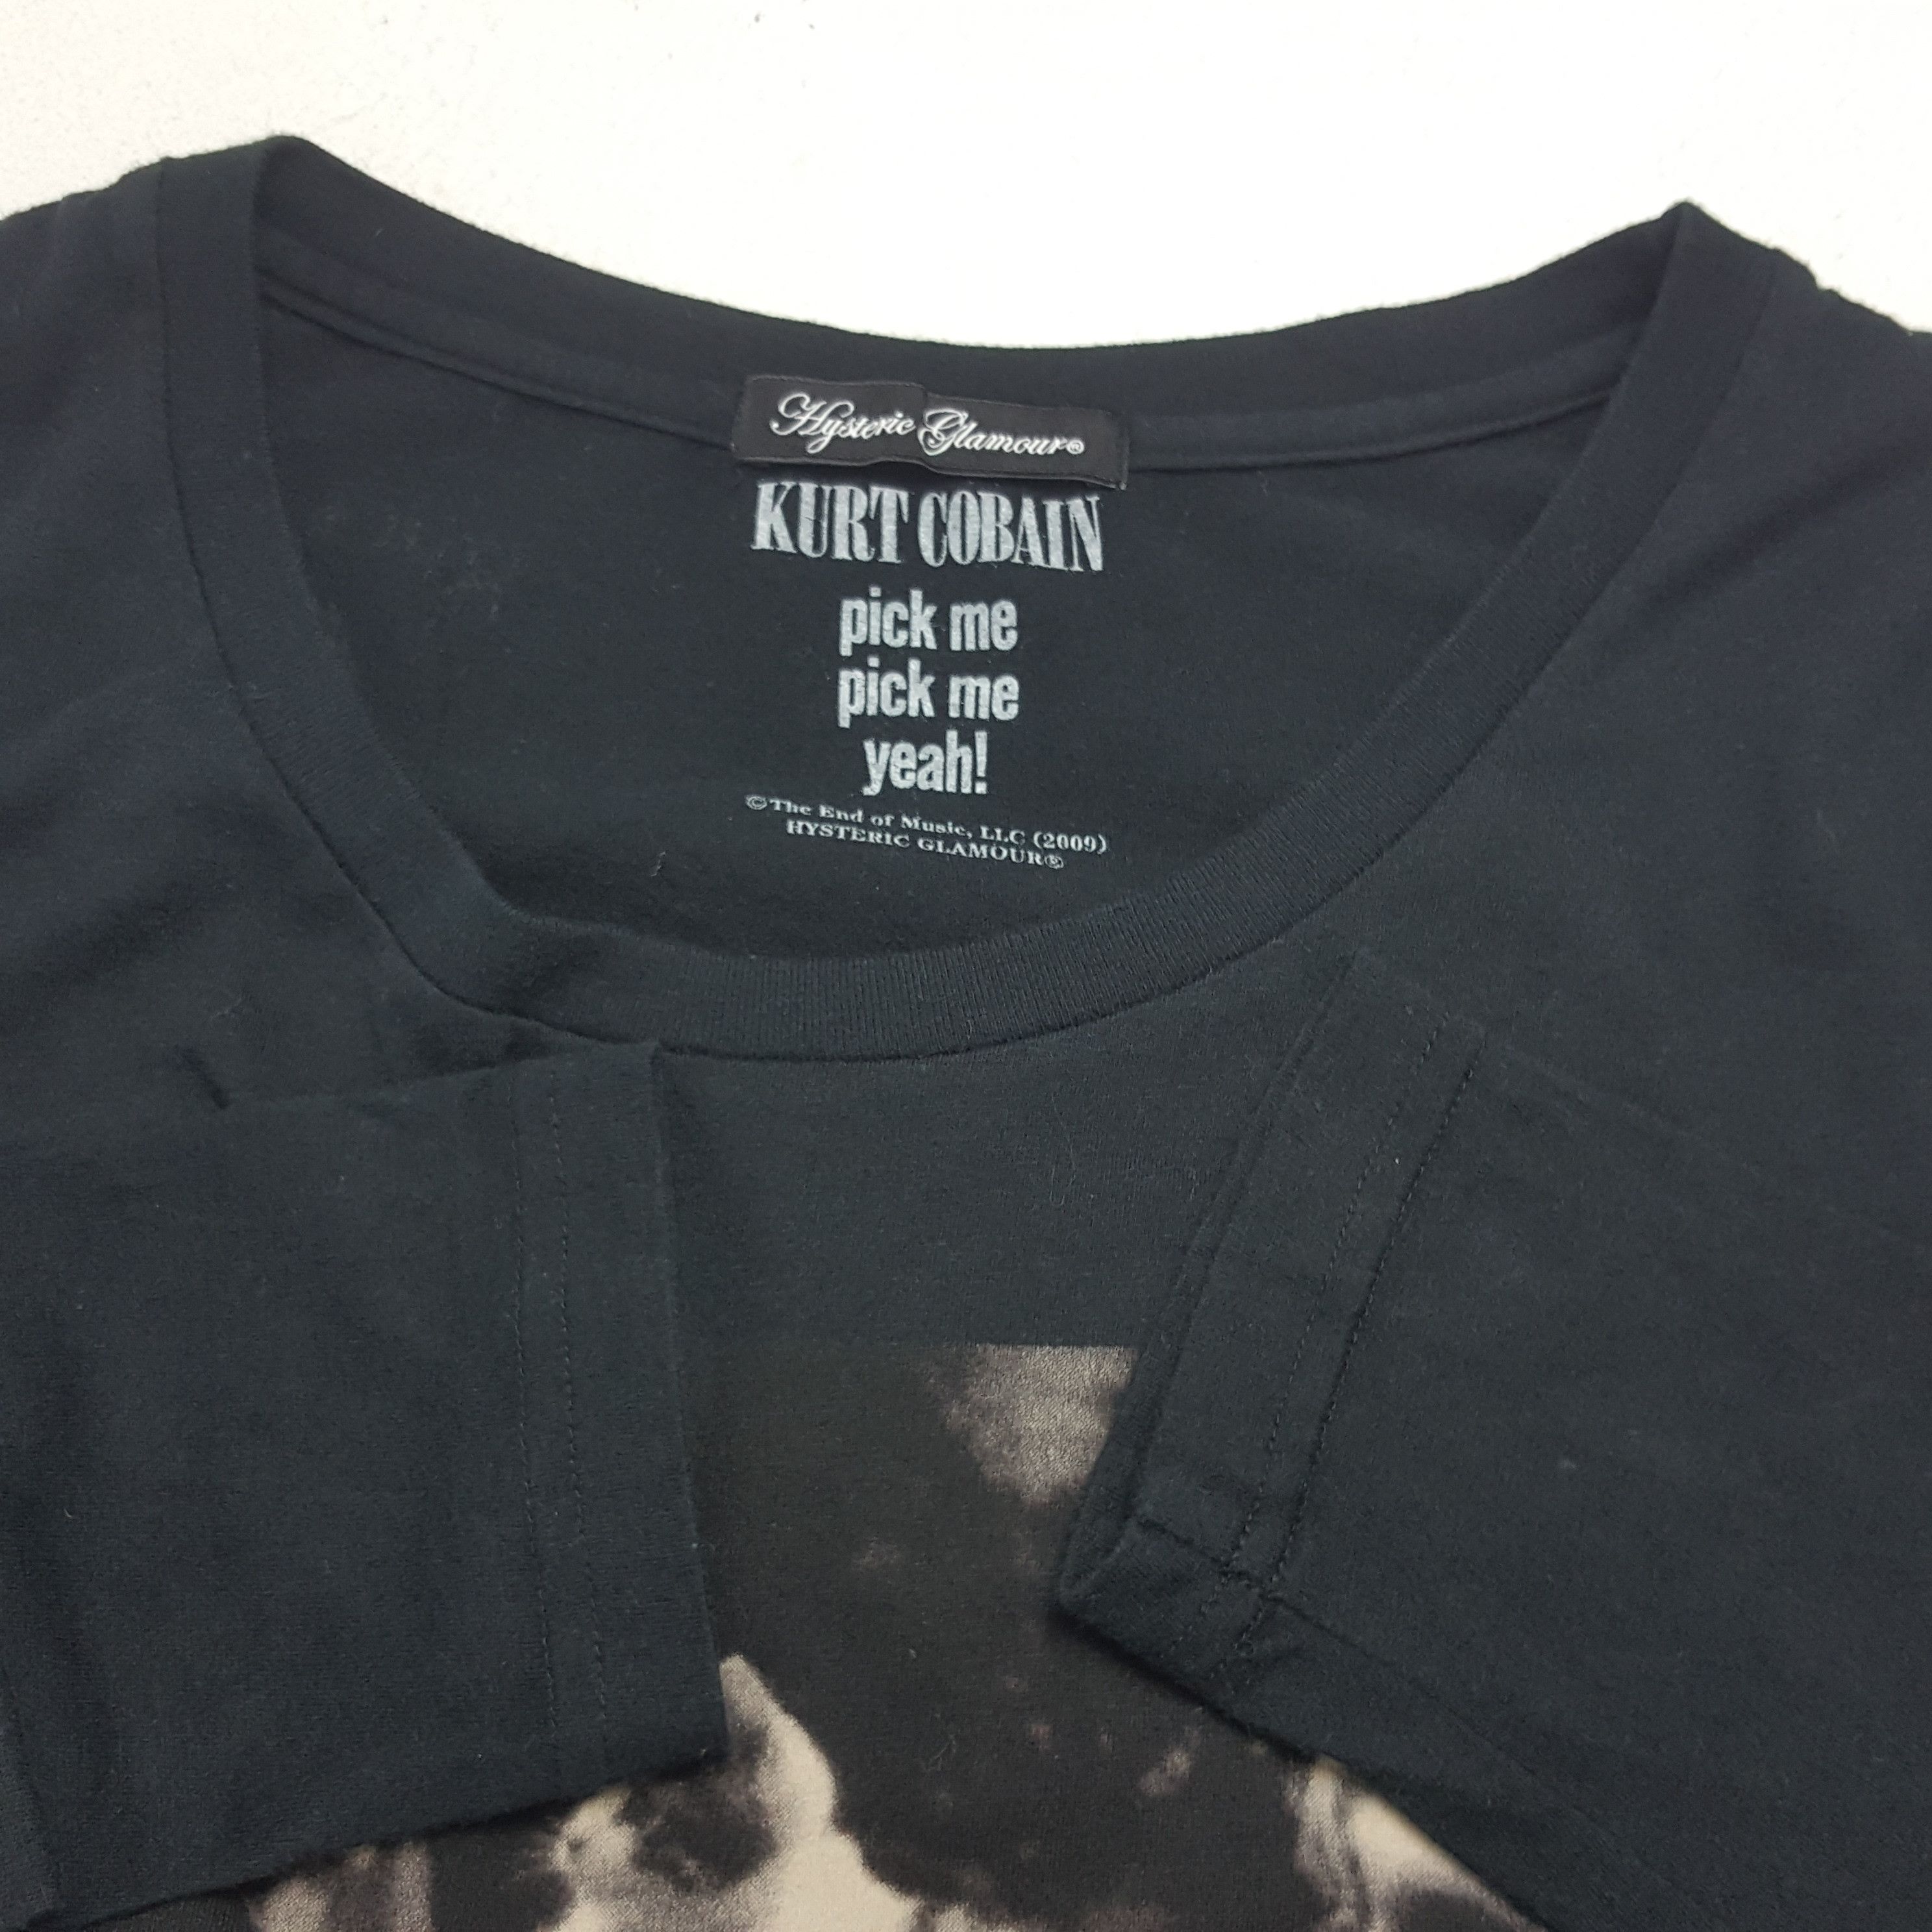 Hysteric Glamour®
KURT COBAIN
pick me
pick me
yeah!
©The End of Music, LLC (2009)
HYSTERIC GLAMOUR®